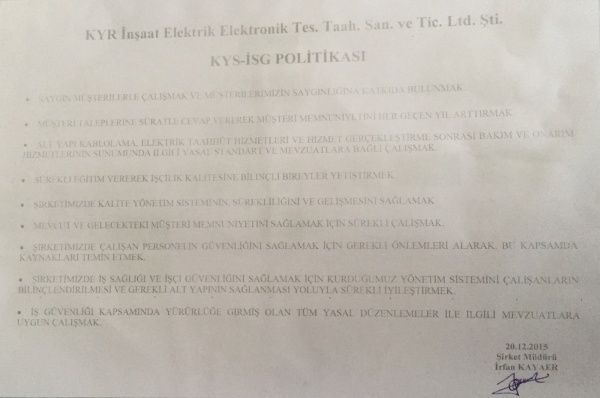 KYR İnşaat Elektrik Elektronik Tes. Taah. San. ve Tic. Ltd. Şti.
KYS-İSG POLİTİKASI
• SAYGIN MÜŞTERİLERLE ÇALIŞMAK VE MÜŞTERİLERİMİZİN SAYGINLIĞINA KATKIDA BULUNMAK.
• MÜŞTERİ TALEPLERİNE SÜRATLE CEVAP VEREREK MÜŞTERİ MEMNUNİYETİNİ HER GEÇEN YIL ARTTIRMAK
• ALT YAPI KABLOLAMA, ELEKTRİK TAAHHÜT HİZMETLERİ VE HİZMET GERÇEKLEŞTİRME SONRASI BAKIM VE ONARIM
HİZMETLERİNİN SUNUMUNDA İLGİLİ YASAL STANDART VE MEVZUATLARA BAĞLI ÇALIŞMAK.
• SÜREKLİ EĞİTİM VEREREK İŞÇİLİK KALİTESİNE BİLİNÇLİ BİREYLER YETİŞTİRMEK.
• ŞİRKETİMİZDE KALİTE YÖNETİM SİSTEMİNİN, SÜREKLİLİĞİNİ VE GELİŞMESİNİ SAĞLAMAK
• MEVCUT VE GELECEKTEKİ MÜŞTERİ MEMNUNİYETİNİ SAĞLAMAK İÇİN SÜREKLİ ÇALIŞMAK.
• ŞİRKETİMİZDE ÇALIŞAN PERSONELİN GÜVENLİĞİNİ SAĞLAMAK İÇİN GEREKLİ ÖNLEMLERİ ALARAK, BU KAPSAMDA
KAYNAKLARI TEMİN ETMEK.
• ŞİRKETİMİZDE İŞ SAĞLIĞI VE İŞÇİ GÜVENLİĞİNİ SAĞLAMAK İÇİN KURDUĞUMUZ YÖNETİM SİSTEMİNİ ÇALIŞANLARIN
BİLİNÇLENDİRİLMESİ VE GEREKLİ ALT YAPININ SAĞLANMASI YOLUYLA SÜREKLİ İYİLEŞTİRMEK.
• İŞ GÜVENLİĞİ KAPSAMINDA YÜRÜRLÜĞE GİRMİŞ OLAN TÜM YASAL DÜZENLEMELER İLE İLGİLİ MEVZUATLARA
UYGUN ÇALIŞMAK.
20.12.2015
Şirket Müdürü
İrfan KAYAER